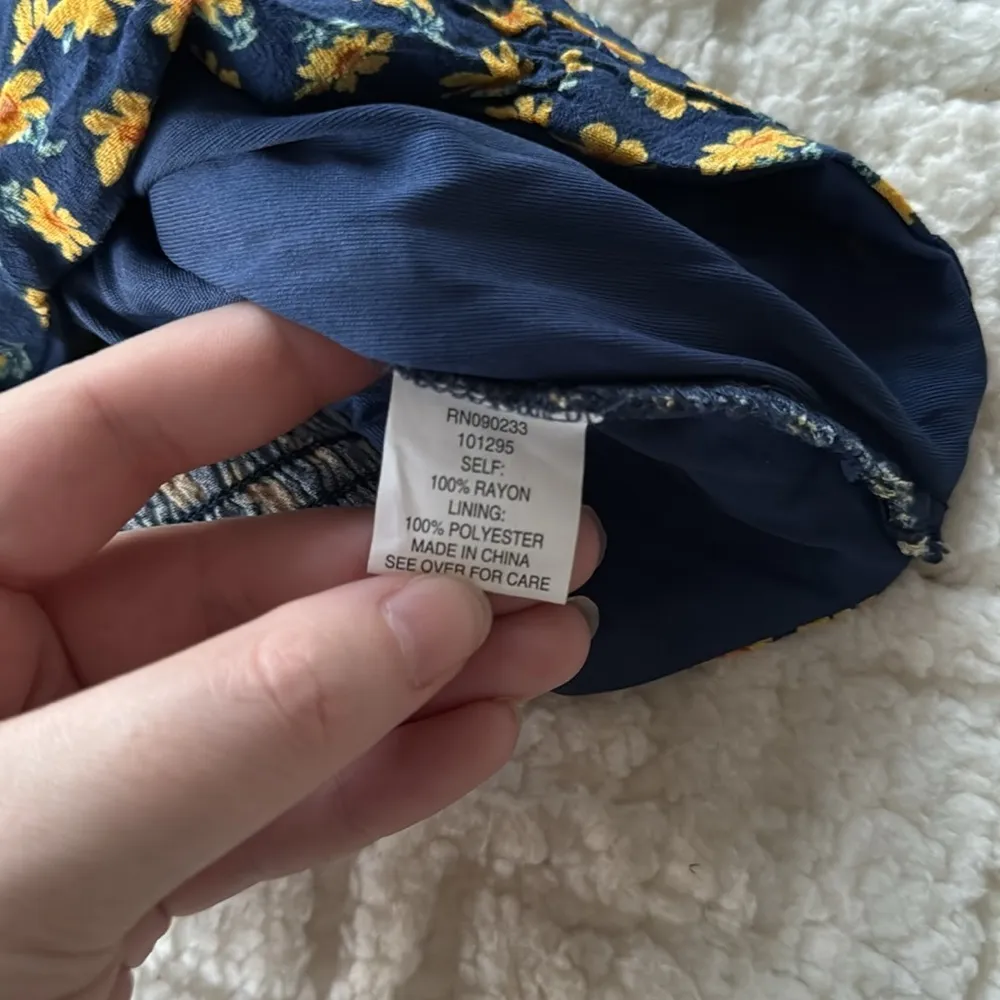 RN090233
101295
SELF:
100% RAYON
LINING:
100% POLYESTER
MADE IN CHINA
SEE OVER FOR CARE